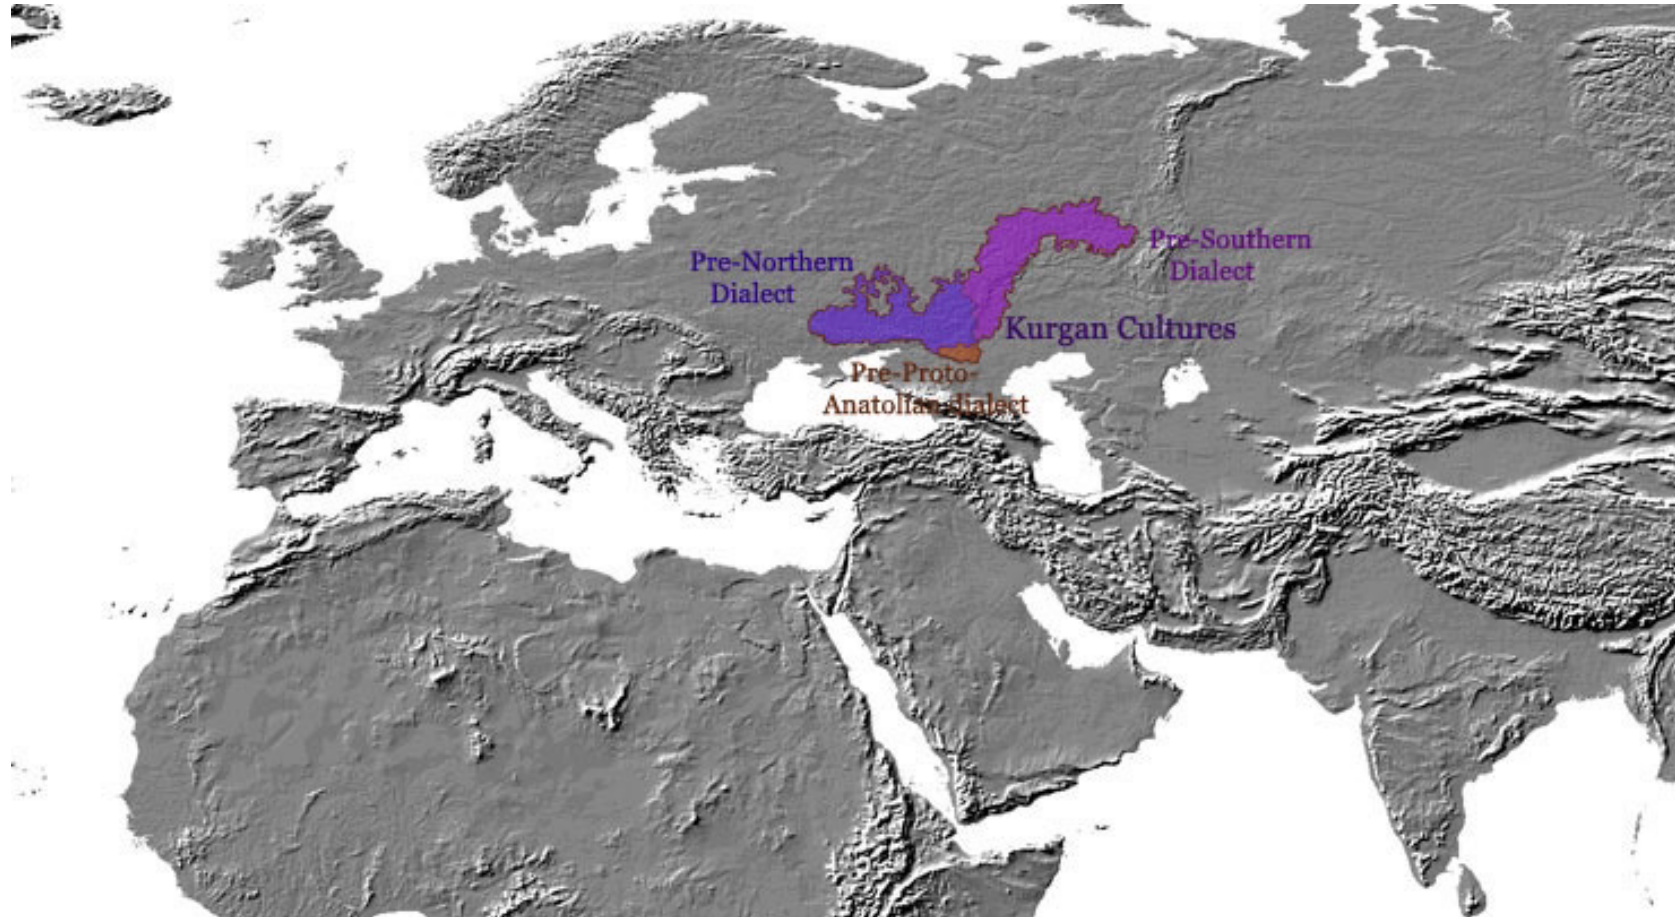 Pre-Northern
Dialect
Pre-Southern
Dialect
Kurgan Cultures
Pre-Proto-
Anatolian dialect